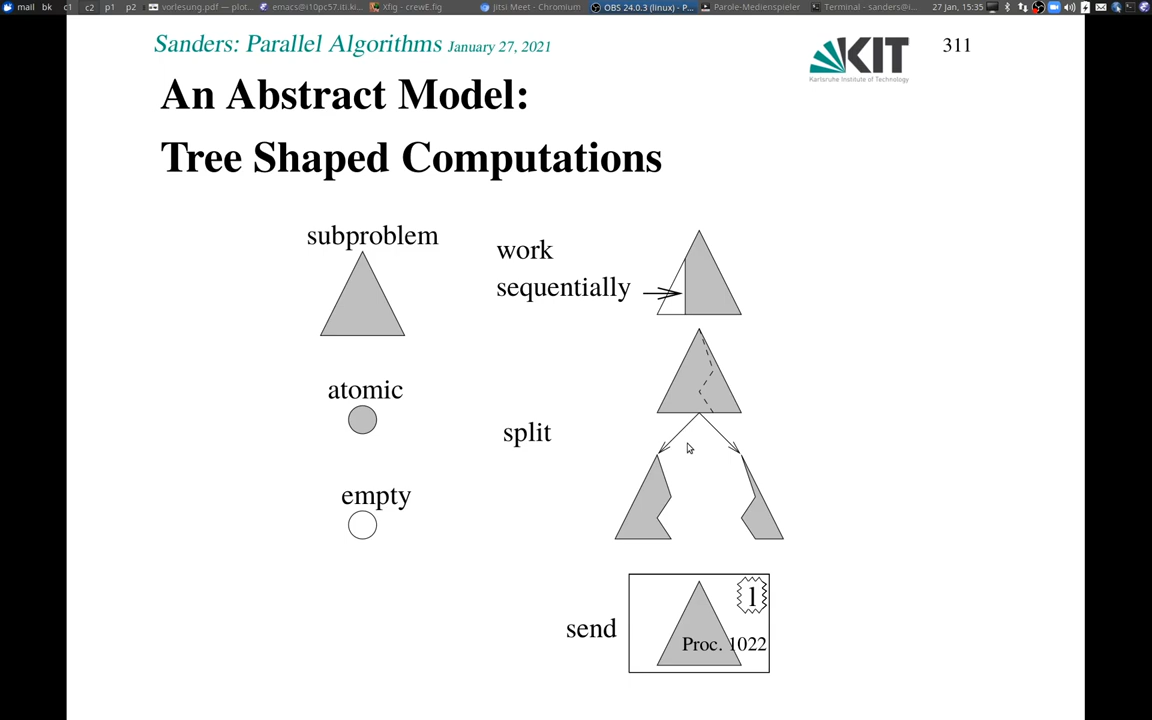 mail bk c1 c2 p1 p2 vorlesung.pdf — plot... emacs@i10pc57.iti.ki... Xfig - crewE.fig Jitsi Meet - Chromium OBS 24.0.3 (linux) - P... Parole-Medienspieler Terminal - sanders@i... 27 Jan, 15:35
Sanders: Parallel Algorithms January 27, 2021
KIT
Karlsruhe Institute of Technology
311
An Abstract Model:
Tree Shaped Computations
subproblem
work
sequentially
atomic
split
empty
send
1
Proc. 1022